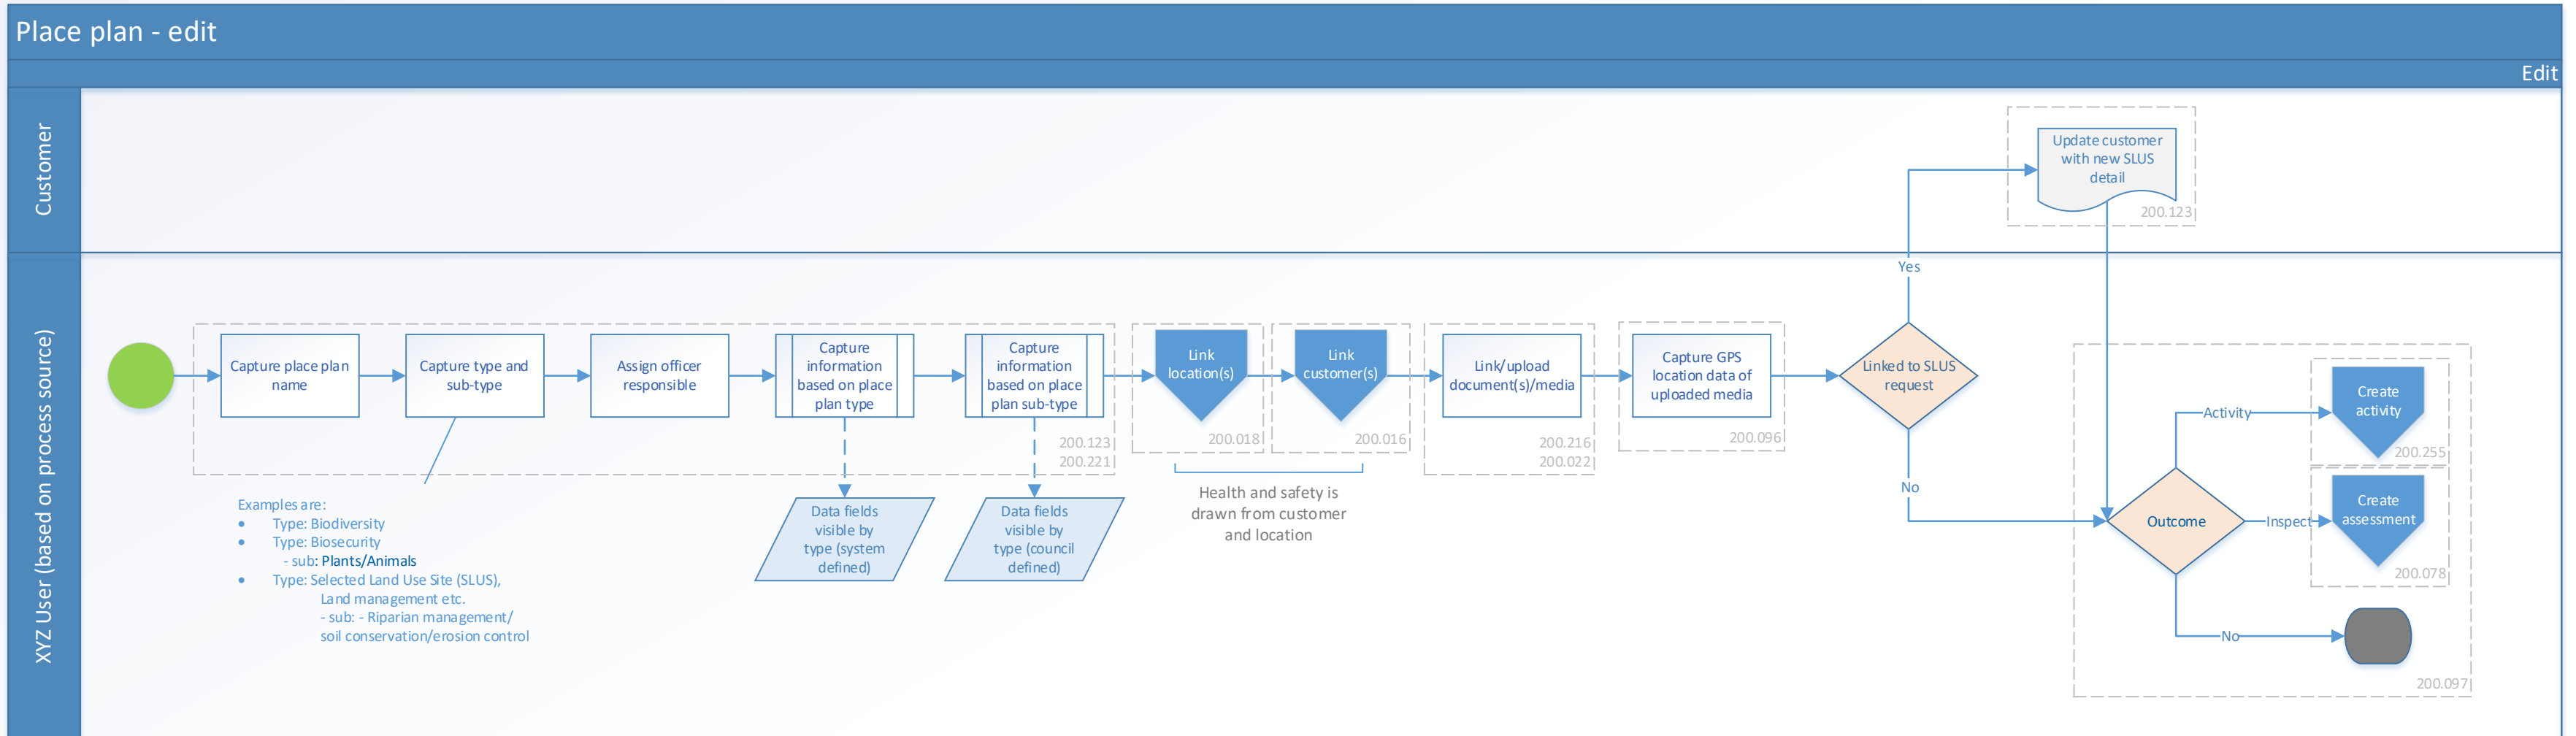 Place plan - edit
Edit
Customer
Update customer
with new SLUS
detail
200.123
Yes
XYZ User (based on process source)
Capture place plan
name
Capture type and
sub-type
Assign officer
responsible
Capture
information
based on place
plan type
Capture
information
based on place
plan sub-type
200.123
200.221
Link
location(s)
200.018
Link
customer(s)
200.016
Link/upload
document(s)/media
200.216
200.022
Capture GPS
location data of
uploaded media
200.096
Linked to SLUS
request
No
Examples are:
• Type: Biodiversity
• Type: Biosecurity
- sub: Plants/Animals
• Type: Selected Land Use Site (SLUS),
Land management etc.
- sub: - Riparian management/
soil conservation/erosion control
Data fields
visible by
type (system
defined)
Data fields
visible by
type (council
defined)
Health and safety is
drawn from customer
and location
Outcome
Activity
Create
activity
200.255
Inspect
Create
assessment
200.078
No
200.097